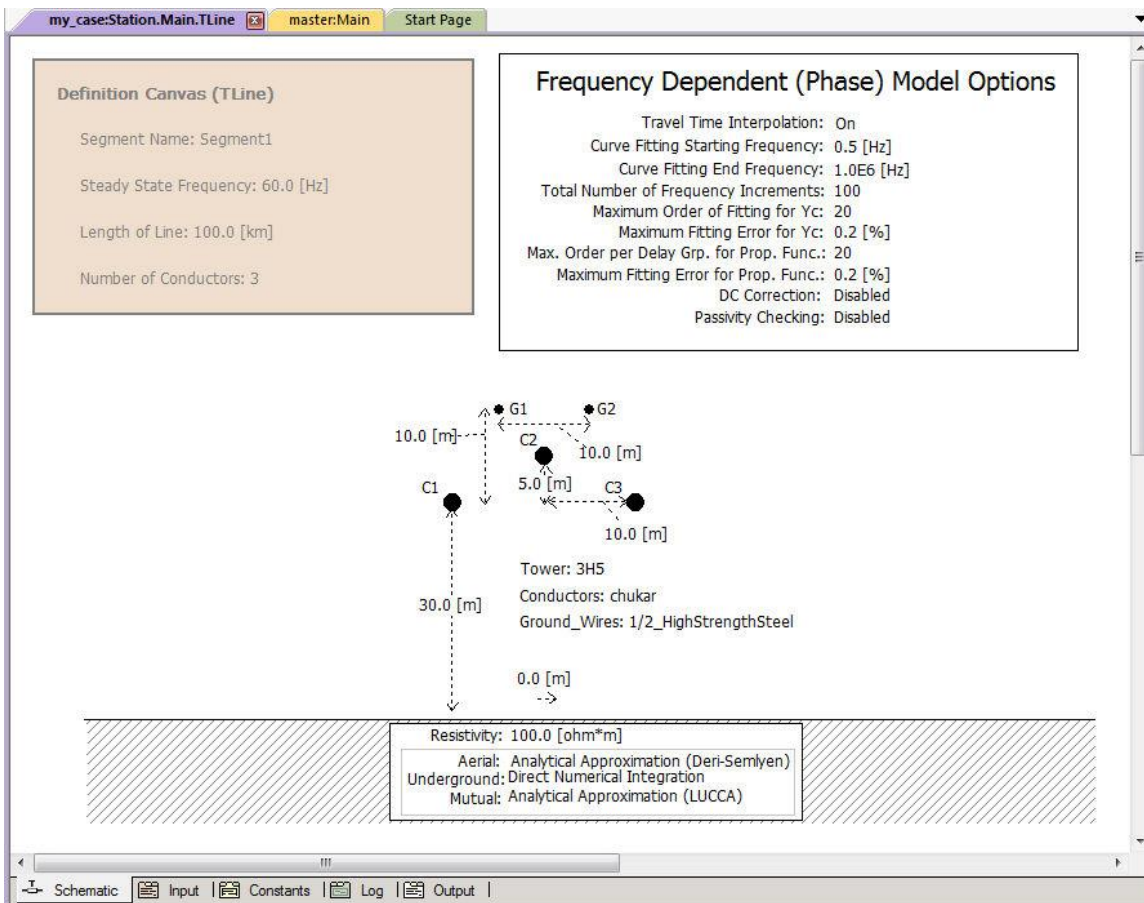 my_case:Station.Main.TLine
master:Main
Start Page
Definition Canvas (TLine)
Segment Name: Segment1
Steady State Frequency: 60.0 [Hz]
Length of Line: 100.0 [km]
Number of Conductors: 3
Frequency Dependent (Phase) Model Options
Travel Time Interpolation: On
Curve Fitting Starting Frequency: 0.5 [Hz]
Curve Fitting End Frequency: 1.0E6 [Hz]
Total Number of Frequency Increments: 100
Maximum Order of Fitting for Yc: 20
Maximum Fitting Error for Yc: 0.2 [%]
Max. Order per Delay Grp. for Prop. Func.: 20
Maximum Fitting Error for Prop. Func.: 0.2 [%]
DC Correction: Disabled
Passivity Checking: Disabled
G1
G2
10.0 [m]
C2
10.0 [m]
C1
5.0 [m]
C3
10.0 [m]
Tower: 3H5
Conductors: chukar
30.0 [m]
Ground_Wires: 1/2_HighStrengthSteel
0.0 [m]
Resistivity: 100.0 [ohm*m]
Aerial: Analytical Approximation (Deri-Semlyen)
Underground: Direct Numerical Integration
Mutual: Analytical Approximation (LUCCA)
Schematic
Input
Constants
Log
Output